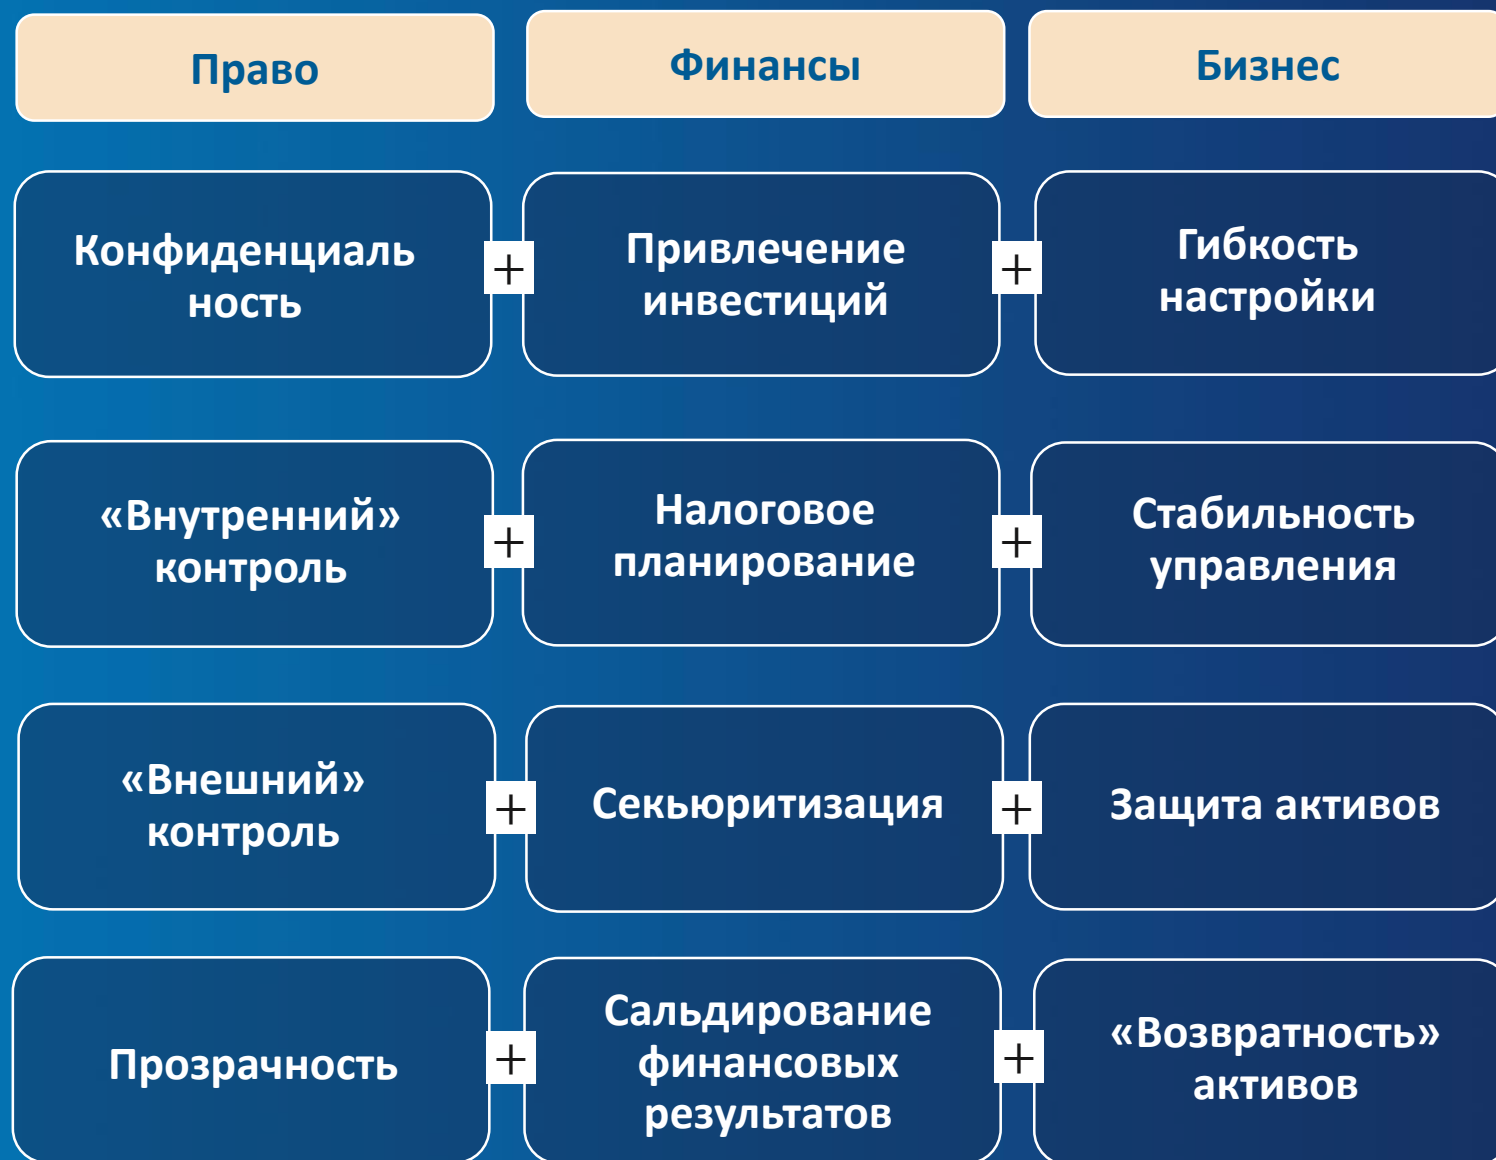 Право
Финансы
Бизнес
Конфиденциаль
ность
+
Привлечение
инвестиций
+
Гибкость
настройки
«Внутренний»
контроль
+
Налоговое
планирование
+
Стабильность
управления
«Внешний»
контроль
+
Секьюритизация
+
Защита активов
Прозрачность
+
Сальдирование
финансовых
результатов
+
«Возвратность»
активов